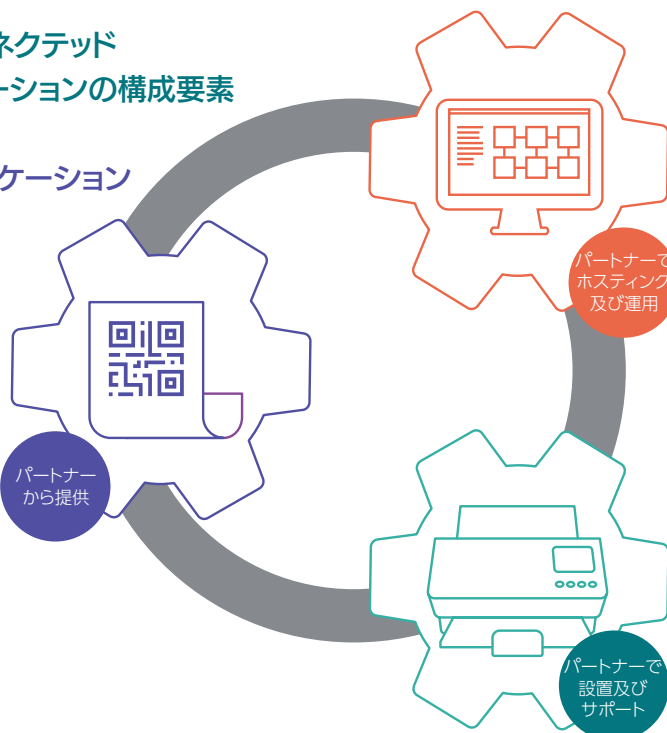 ネクテッド
ーションの構成要素
ケーション
パートナーで
ホスティング
及び運用
パートナー
から提供
パートナーで
設置及び
サポート